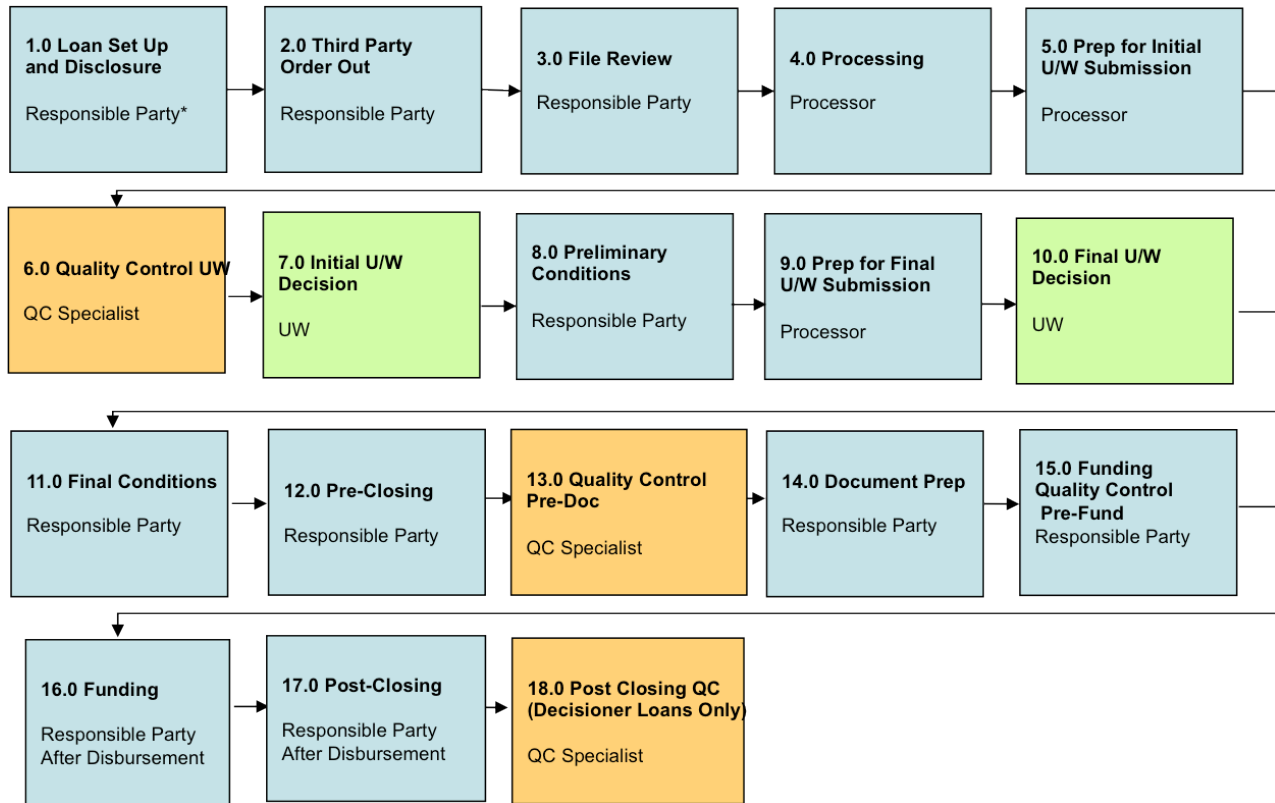 1.0 Loan Set Up
and Disclosure
Responsible Party*
2.0 Third Party
Order Out
Responsible Party
3.0 File Review
Responsible Party
4.0 Processing
Processor
5.0 Prep for Initial
U/W Submission
Processor
6.0 Quality Control UW
QC Specialist
7.0 Initial U/W
Decision
UW
8.0 Preliminary
Conditions
Responsible Party
9.0 Prep for Final
U/W Submission
Processor
10.0 Final U/W
Decision
UW
11.0 Final Conditions
Responsible Party
12.0 Pre-Closing
Responsible Party
13.0 Quality Control
Pre-Doc
QC Specialist
14.0 Document Prep
Responsible Party
15.0 Funding
Quality Control
Pre-Fund
Responsible Party
16.0 Funding
Responsible Party
After Disbursement
17.0 Post-Closing
Responsible Party
After Disbursement
18.0 Post Closing QC
(Decisioner Loans Only)
QC Specialist